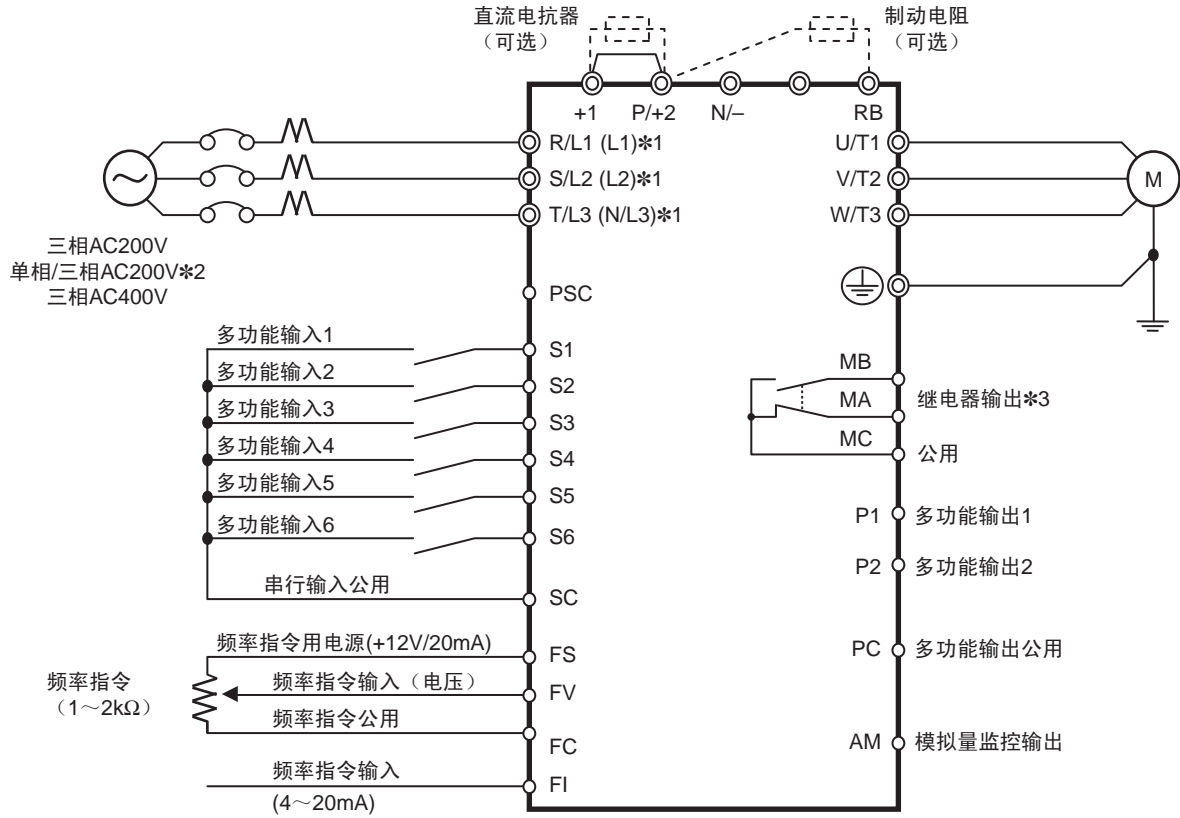 直流电抗器
（可选）
制动电阻
（可选）
+1
P/+2
N/–
RB
R/L1 (L1)✻1
S/L2 (L2)✻1
T/L3 (N/L3)✻1
U/T1
V/T2
W/T3
M
三相AC200V
单相/三相AC200V✻2
三相AC400V
PSC
多功能输入1
S1
多功能输入2
S2
多功能输入3
S3
多功能输入4
S4
多功能输入5
S5
多功能输入6
S6
串行输入公用
SC
MB
MA
继电器输出✻3
MC
公用
P1
多功能输出1
P2
多功能输出2
PC
多功能输出公用
AM
模拟量监控输出
频率指令用电源(+12V/20mA)
FS
频率指令
（1～2kΩ）
频率指令输入（电压）
FV
频率指令公用
FC
频率指令输入
(4～20mA)
FI